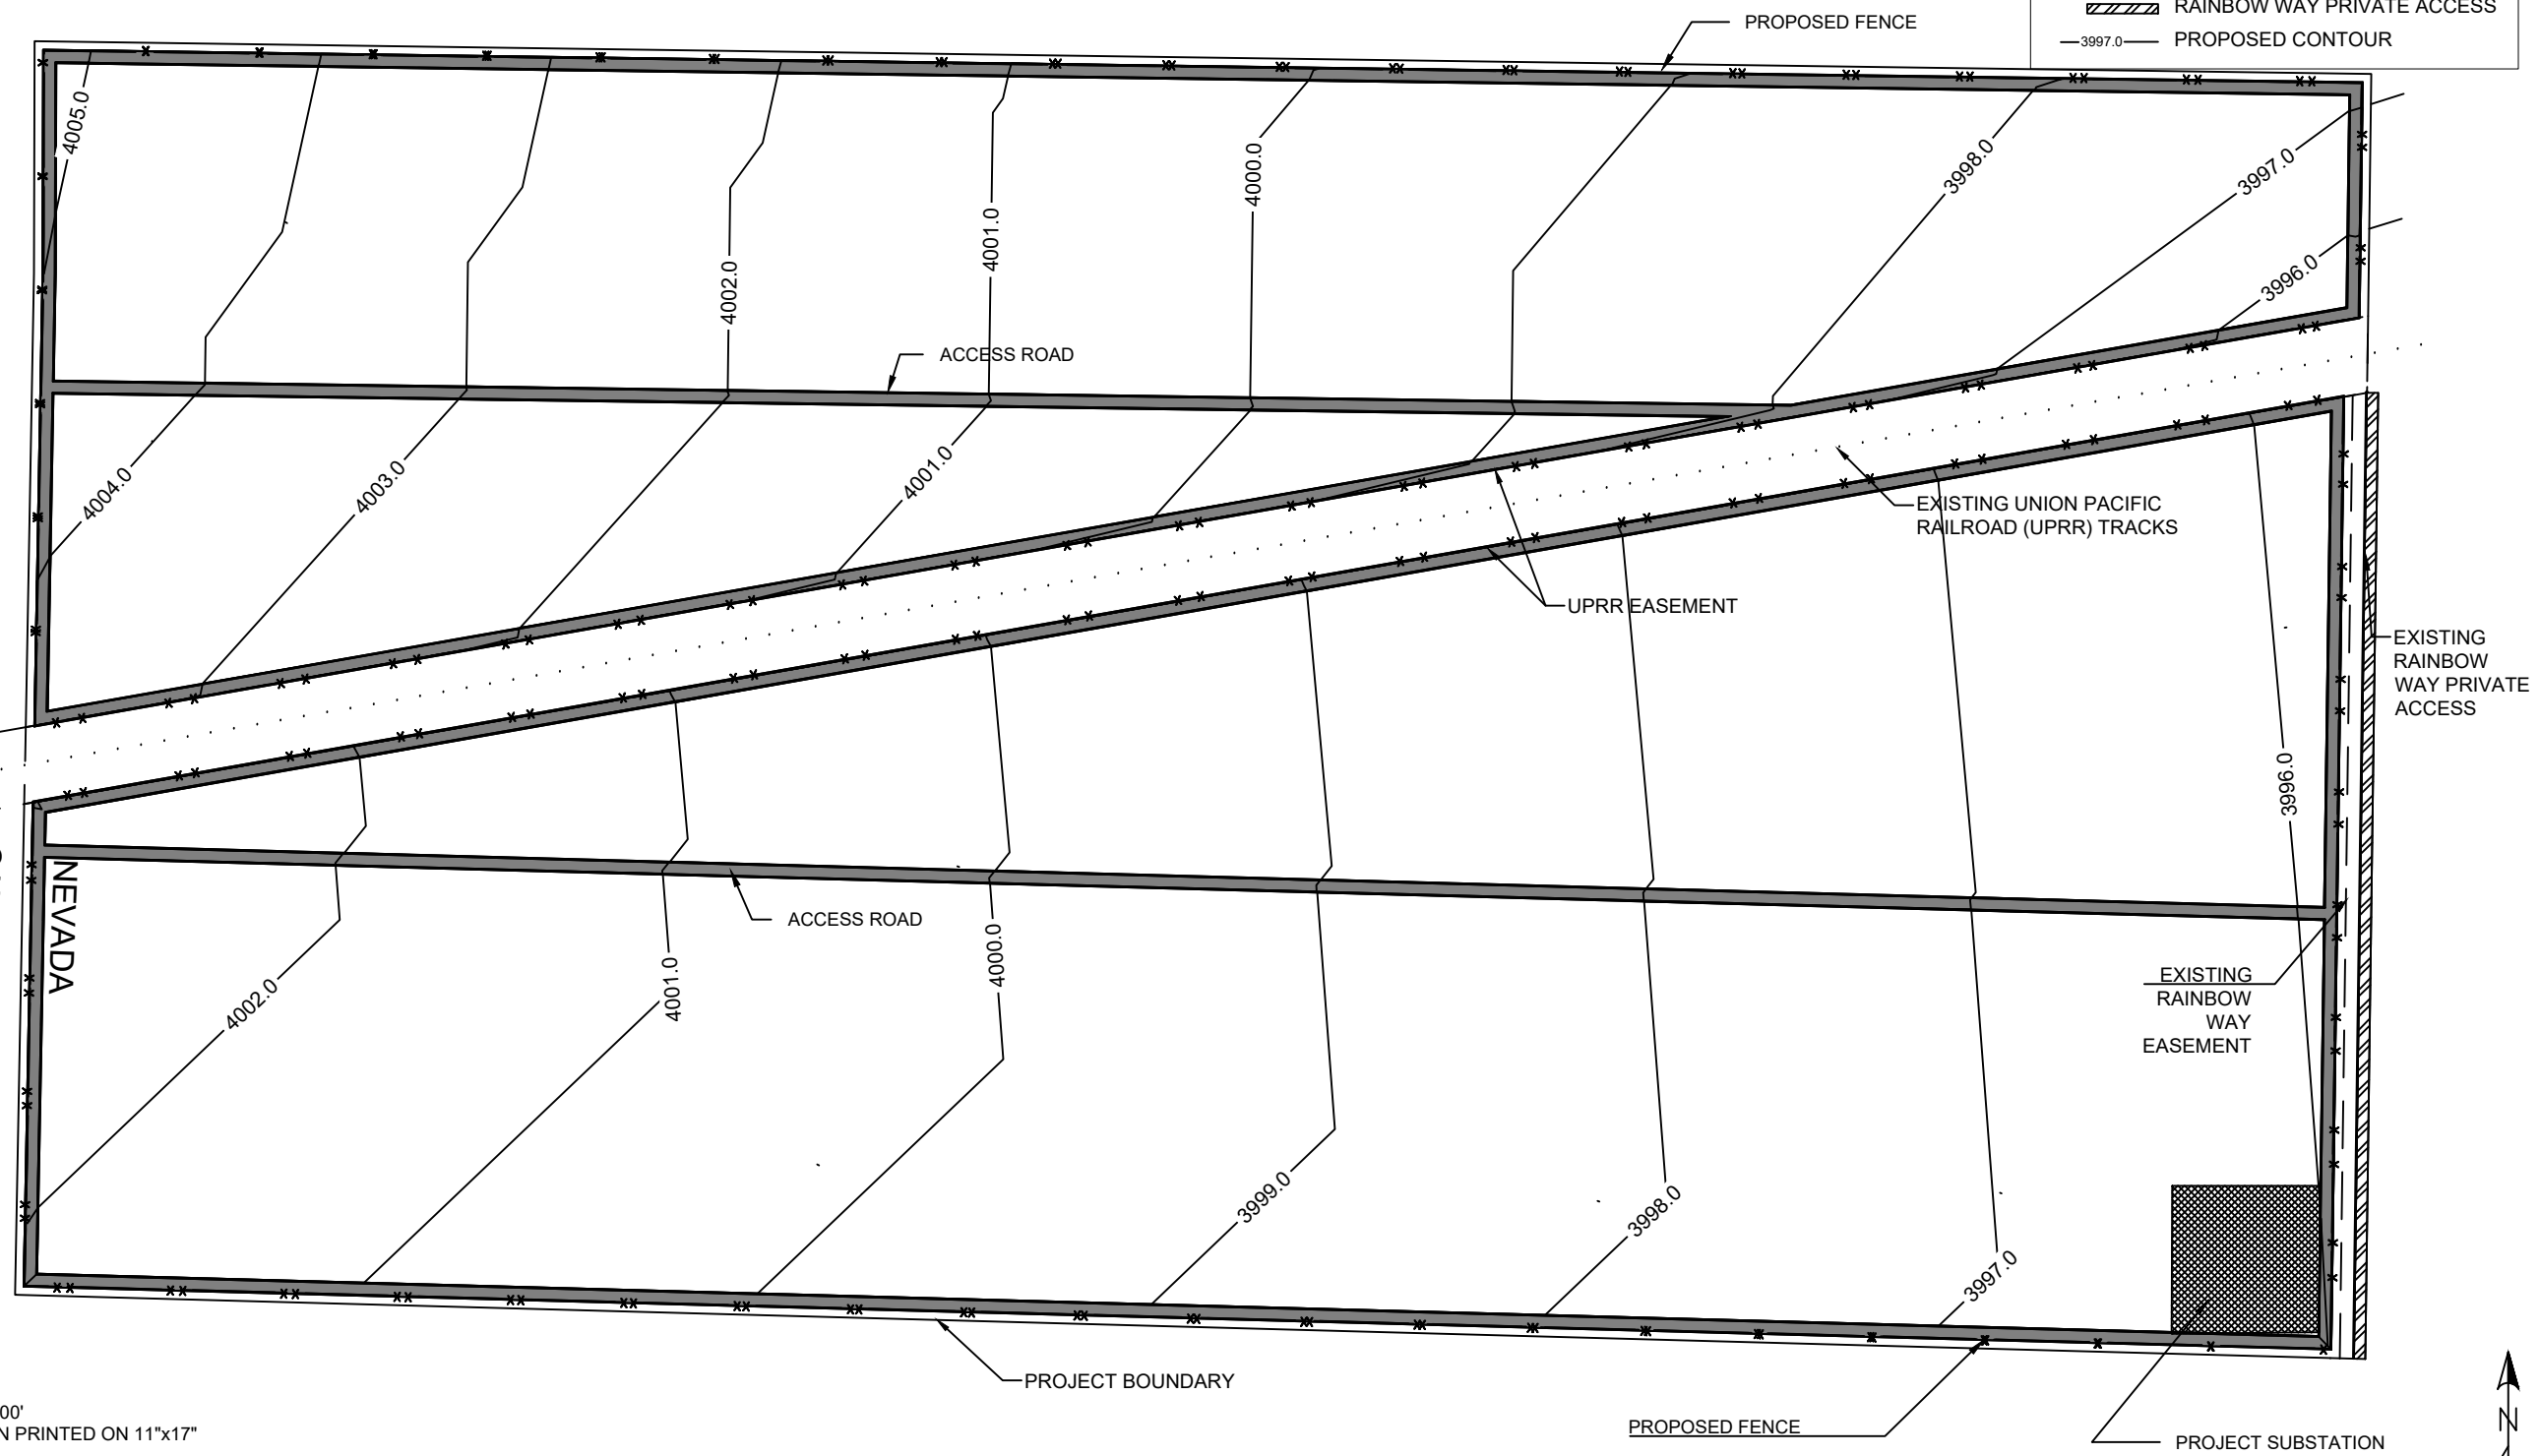 RAINBOW WAY PRIVATE ACCESS
3997.0
PROPOSED CONTOUR
PROPOSED FENCE
4005.0
4000.0
3998.0
3997.0
4001.0
4002.0
3996.0
ACCESS ROAD
4004.0
4003.0
4001.0
EXISTING UNION PACIFIC
RAILROAD (UPRR) TRACKS
UPRR EASEMENT
EXISTING
RAINBOW
WAY PRIVATE
ACCESS
3996.0
NEVADA
ACCESS ROAD
4002.0
4001.0
4000.0
EXISTING
RAINBOW
WAY
EASEMENT
3999.0
3998.0
3997.0
PROJECT BOUNDARY
PROPOSED FENCE
PROJECT SUBSTATION
N
00'
N PRINTED ON 11"x17"